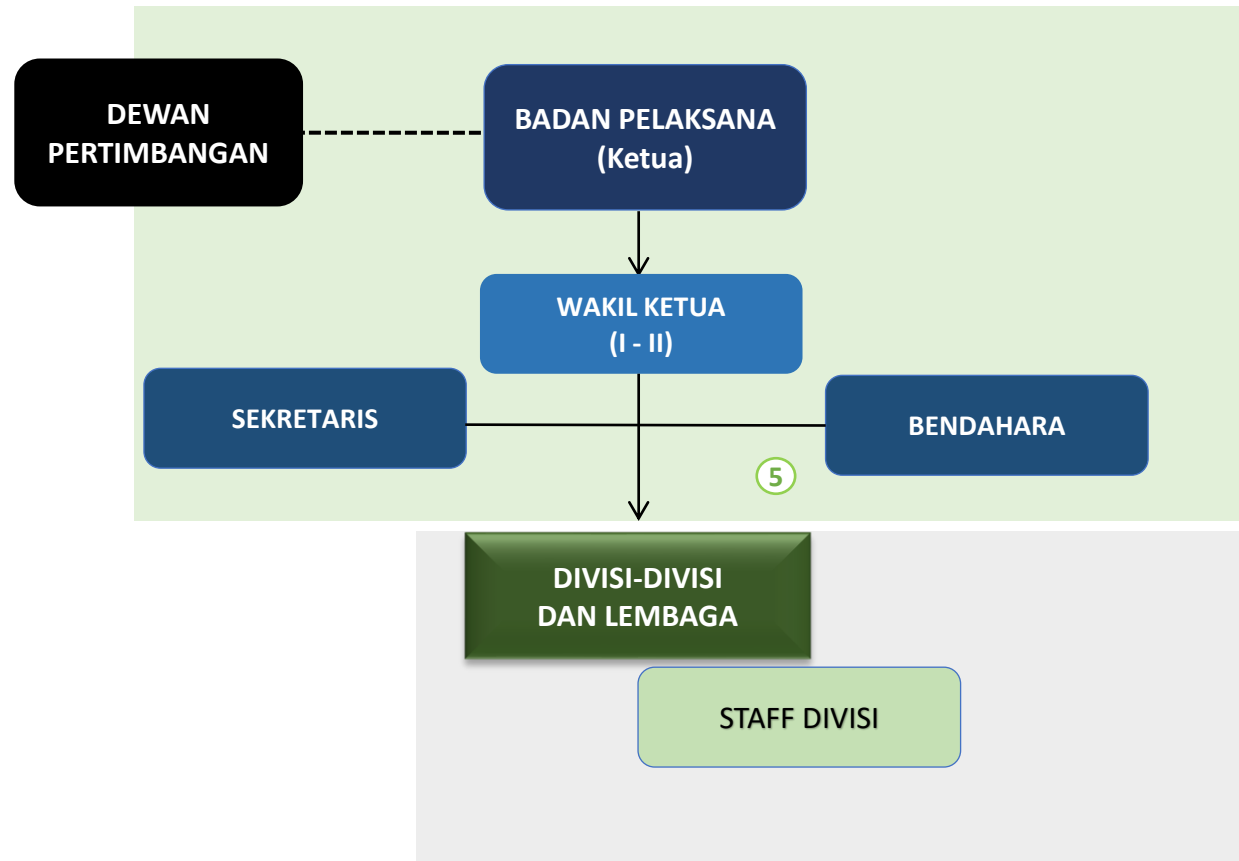 DEWAN
PERTIMBANGAN
BADAN PELAKSANA
(Ketua)
WAKIL KETUA
(I - II)
SEKRETARIS
BENDAHARA
5
DIVISI-DIVISI
DAN LEMBAGA
STAFF DIVISI